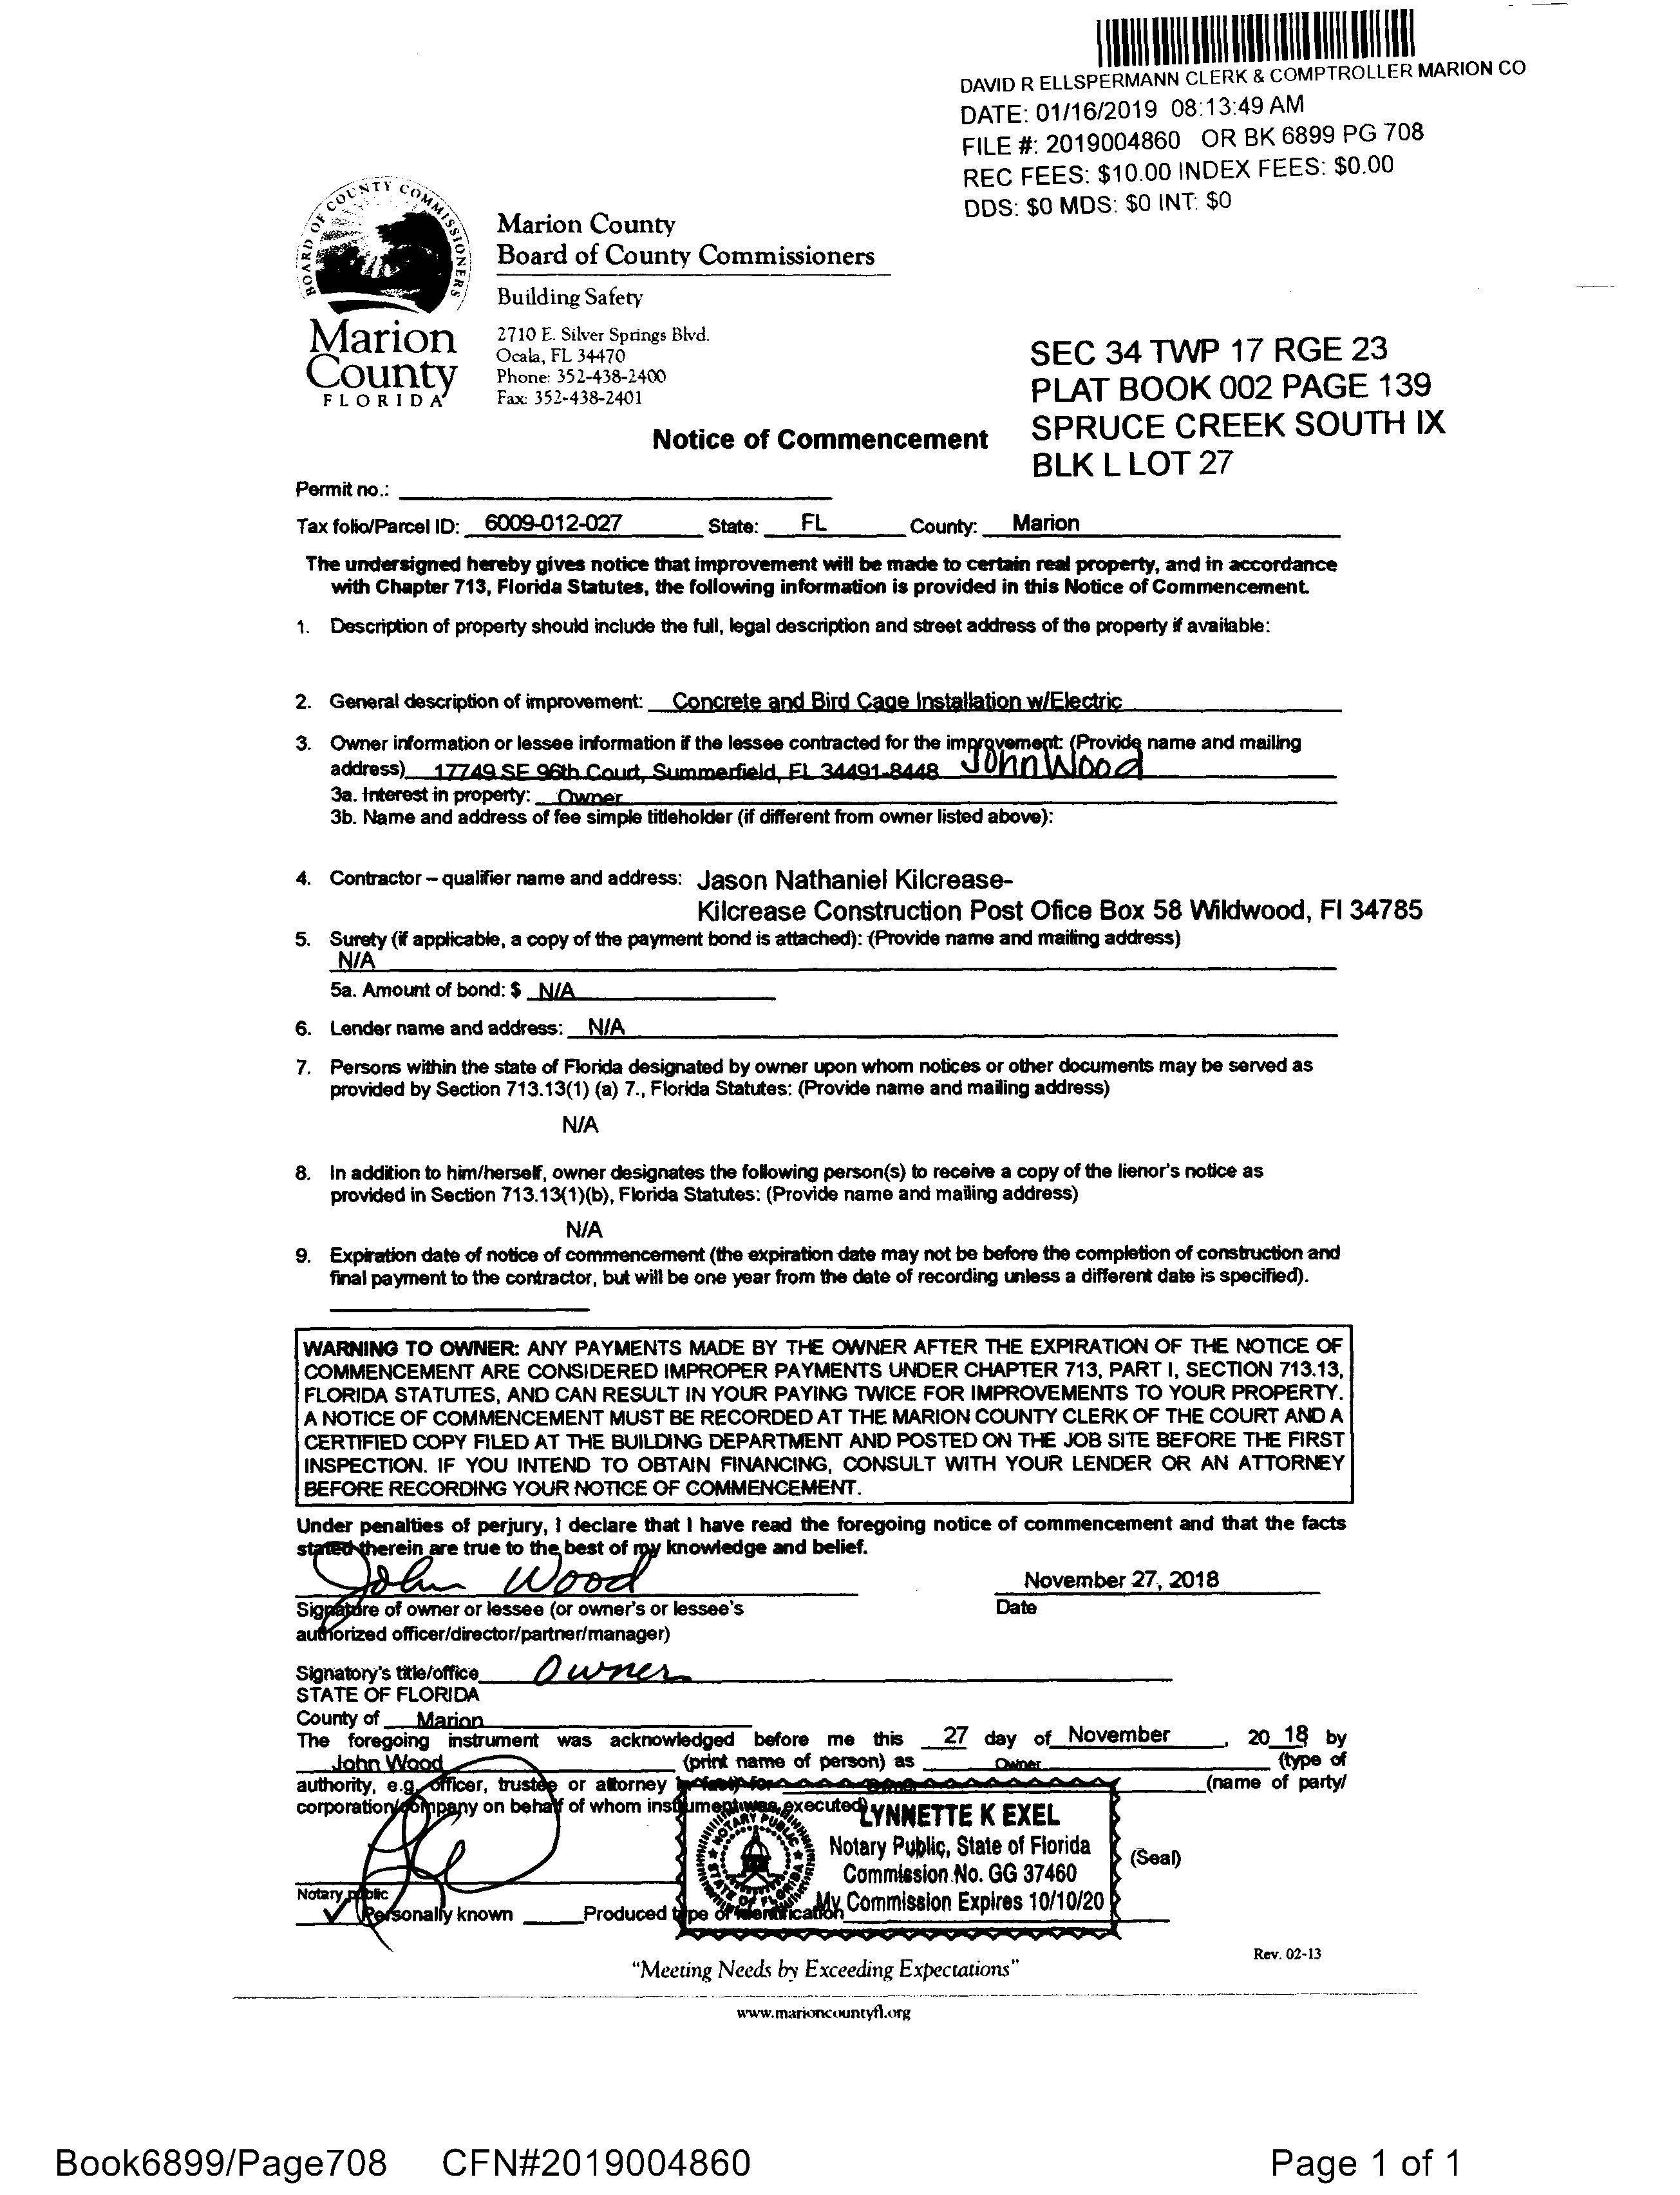 DAVID R ELLSPERMANN CLERK & COMPTROLLER MARION CO
DATE: 01/16/2019 08:13:49 AM
FILE #: 2019004860 OR BK 6899 PG 708
REC FEES: $10.00 INDEX FEES: $0.00
DDS: $0 MDS: $0 INT: $0
BOARD OF COUNTY COMMISSIONERS
Marion
County
FLORIDA
Marion County
Board of County Commissioners
Building Safety
2710 E. Silver Springs Blvd.
Ocala, FL 34470
Phone: 352-438-2400
Fax: 352-438-2401
SEC 34 TWP 17 RGE 23
PLAT BOOK 002 PAGE 139
SPRUCE CREEK SOUTH IX
BLK L LOT 27
Notice of Commencement
Permit no.:
Tax folio/Parcel ID: 6009-012-027 State: FL County: Marion
The undersigned hereby gives notice that improvement will be made to certain real property, and in accordance
with Chapter 713, Florida Statutes, the following information is provided in this Notice of Commencement.
1. Description of property should include the full, legal description and street address of the property if available:
2. General description of improvement: Concrete and Bird Cage Installation w/Electric
3. Owner information or lessee information if the lessee contracted for the improvement: (Provide name and mailing
address) 17749 SE 96th Court, Summerfield, FL 34491-8448 John Wood
3a. Interest in property: Owner
3b. Name and address of fee simple titleholder (if different from owner listed above):
4. Contractor – qualifier name and address: Jason Nathaniel Kilcrease-
Kilcrease Construction Post Ofice Box 58 Wildwood, Fl 34785
5. Surety (if applicable, a copy of the payment bond is attached): (Provide name and mailing address)
N/A
5a. Amount of bond: $ N/A
6. Lender name and address: N/A
7. Persons within the state of Florida designated by owner upon whom notices or other documents may be served as
provided by Section 713.13(1) (a) 7., Florida Statutes: (Provide name and mailing address)
N/A
8. In addition to him/herself, owner designates the following person(s) to receive a copy of the lienor's notice as
provided in Section 713.13(1)(b), Florida Statutes: (Provide name and mailing address)
N/A
9. Expiration date of notice of commencement (the expiration date may not be before the completion of construction and
final payment to the contractor, but will be one year from the date of recording unless a different date is specified).
WARNING TO OWNER: ANY PAYMENTS MADE BY THE OWNER AFTER THE EXPIRATION OF THE NOTICE OF
COMMENCEMENT ARE CONSIDERED IMPROPER PAYMENTS UNDER CHAPTER 713, PART I, SECTION 713.13,
FLORIDA STATUTES, AND CAN RESULT IN YOUR PAYING TWICE FOR IMPROVEMENTS TO YOUR PROPERTY.
A NOTICE OF COMMENCEMENT MUST BE RECORDED AT THE MARION COUNTY CLERK OF THE COURT AND A
CERTIFIED COPY FILED AT THE BUILDING DEPARTMENT AND POSTED ON THE JOB SITE BEFORE THE FIRST
INSPECTION. IF YOU INTEND TO OBTAIN FINANCING, CONSULT WITH YOUR LENDER OR AN ATTORNEY
BEFORE RECORDING YOUR NOTICE OF COMMENCEMENT.
Under penalties of perjury, I declare that I have read the foregoing notice of commencement and that the facts
stated therein are true to the best of my knowledge and belief.
John Wood November 27, 2018
Signature of owner or lessee (or owner's or lessee's Date
authorized officer/director/partner/manager)
Signatory's title/office Owner
STATE OF FLORIDA
County of Marion
The foregoing instrument was acknowledged before me this 27 day of November, 20 18 by
John Wood (print name of person) as Owner (type of
authority, e.g. officer, trustee or attorney in fact) for (name of party/
corporation/company on behalf of whom instrument was executed)
LYNNETTE K EXEL
Notary Public, State of Florida
Commission No. GG 37460
My Commission Expires 10/10/20
NOTARY PUBLIC STATE OF FLORIDA
(Seal)
Notary public
✓ Personally known Produced type of identification
Rev. 02-13
"Meeting Needs by Exceeding Expectations"
www.marioncountyfl.org
Book6899/Page708 CFN#2019004860 Page 1 of 1